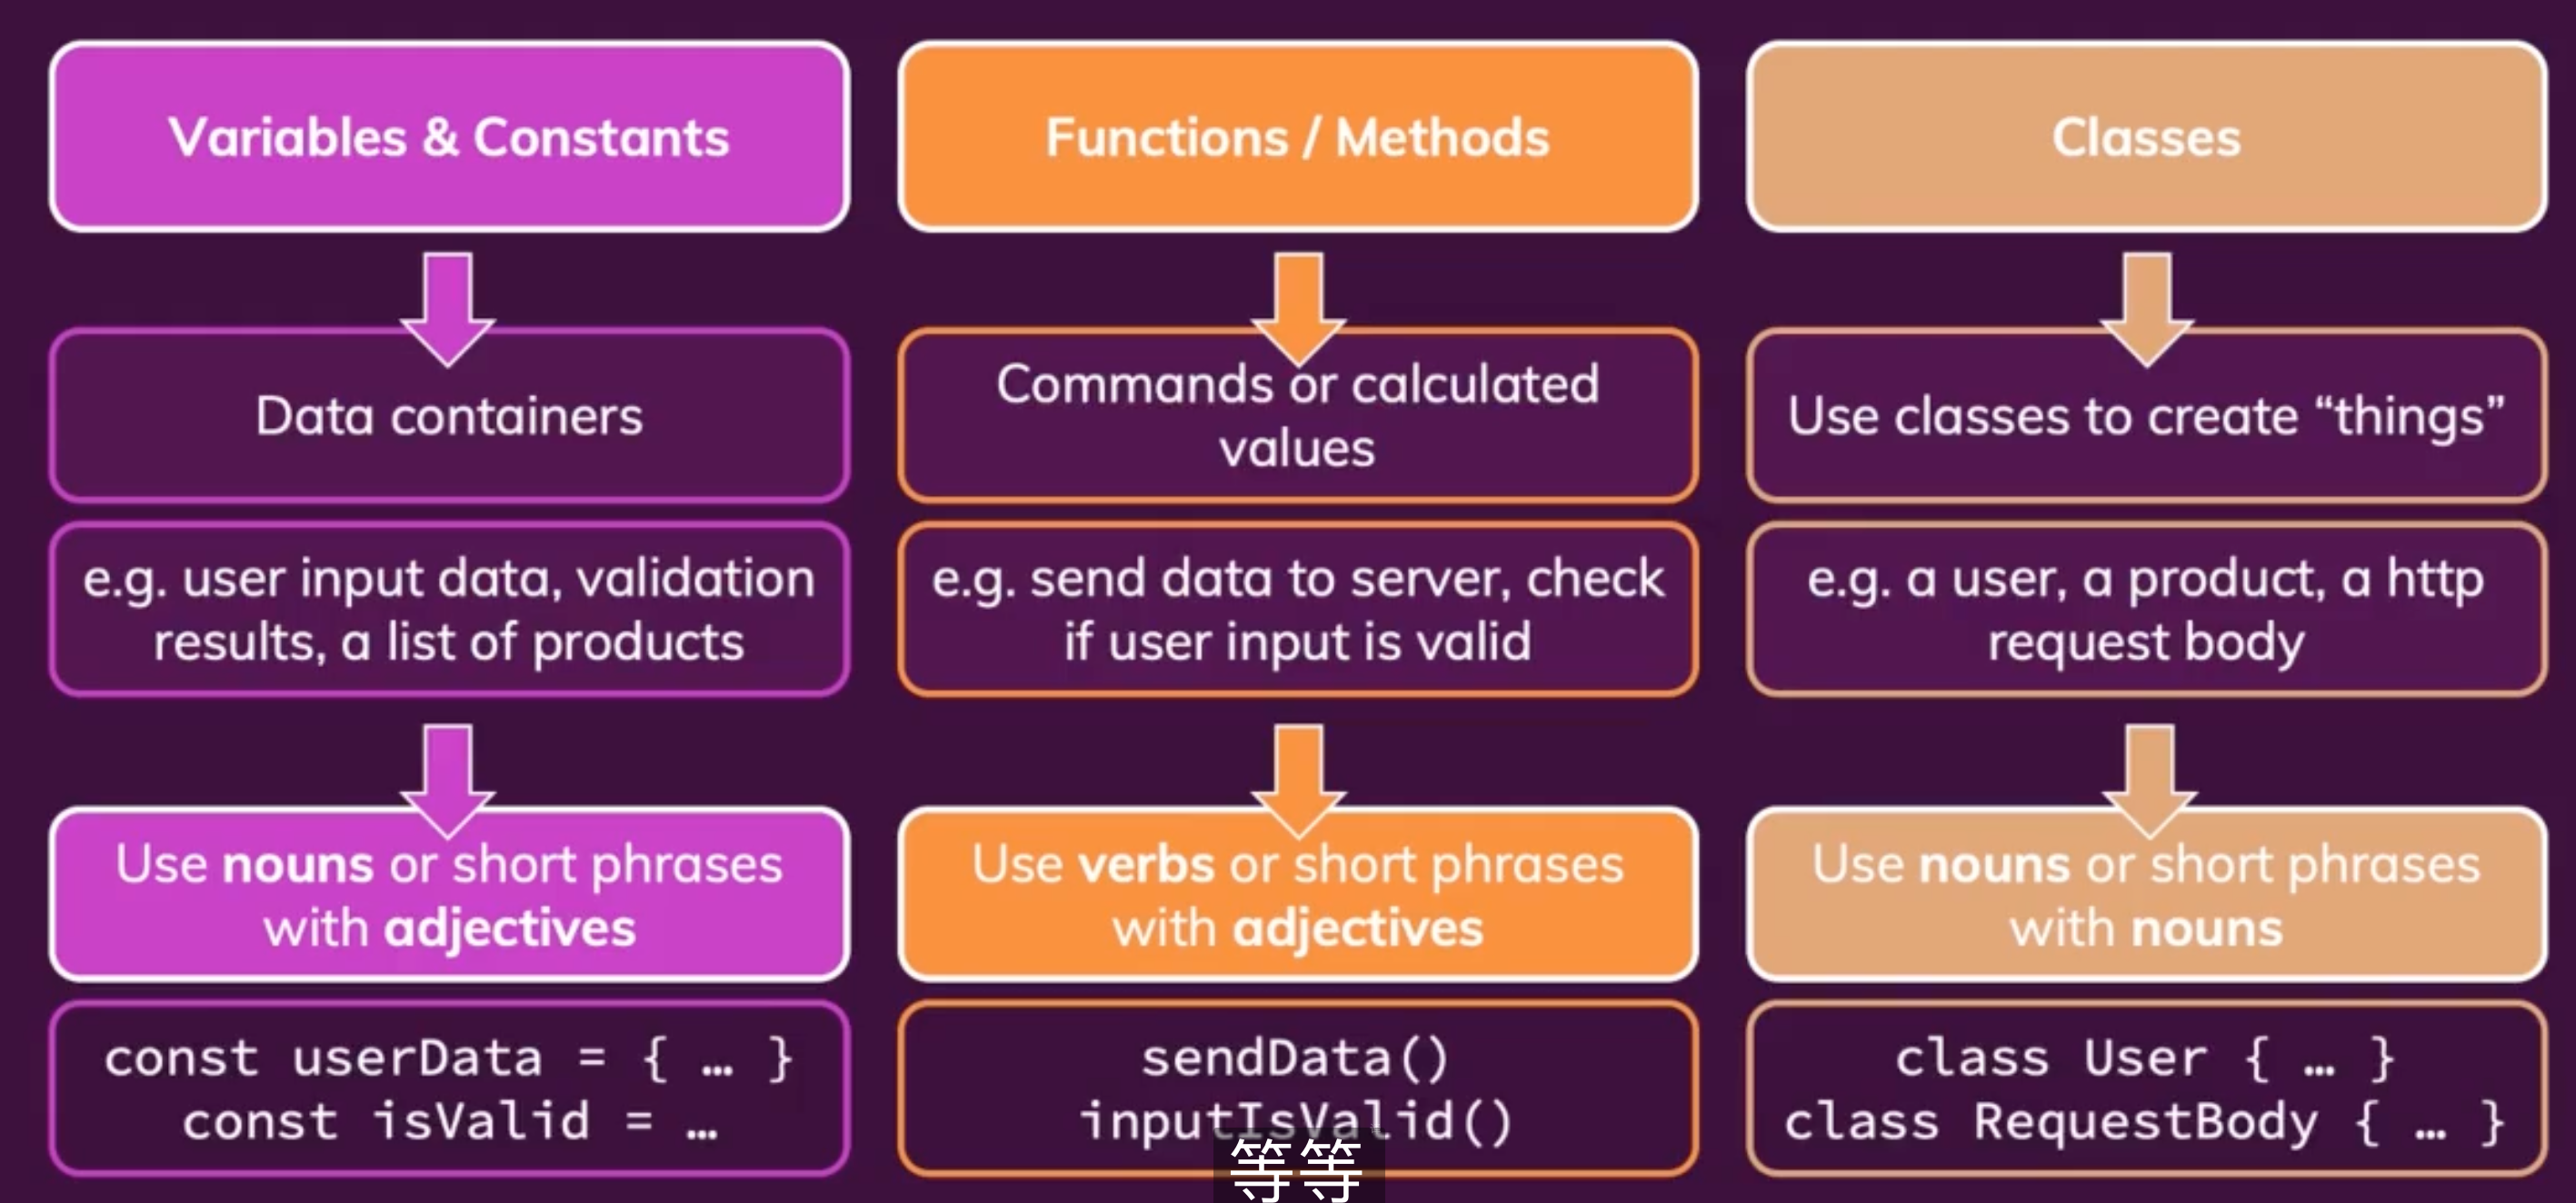 Variables & Constants
Functions / Methods
Classes
Data containers
Commands or calculated
values
Use classes to create “things”
e.g. user input data, validation
results, a list of products
e.g. send data to server, check
if user input is valid
e.g. a user, a product, a http
request body
Use nouns or short phrases
with adjectives
Use verbs or short phrases
with adjectives
Use nouns or short phrases
with nouns
const userData = { … }
const isValid = …
sendData()
inputIsValid()
class User { … }
class RequestBody { … }
等等